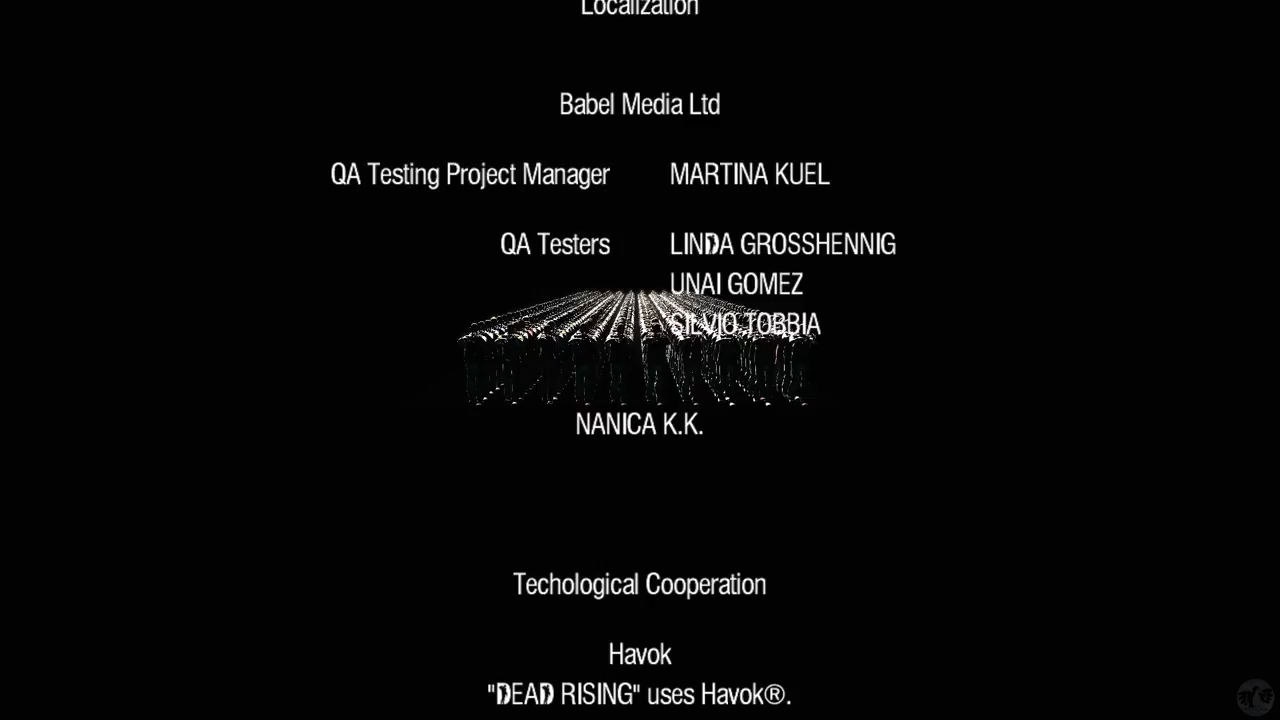 Localization
Babel Media Ltd
QA Testing Project Manager MARTINA KUEL
QA Testers LINDA GROSSHENNIG
UNAI GOMEZ
SILVIO TOBBIA
NANICA K.K.
Techological Cooperation
Havok
"DEAD RISING" uses Havok®.